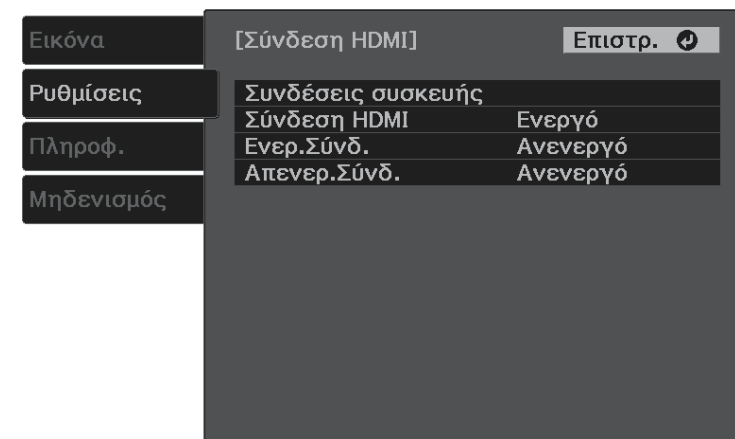 Εικόνα
Ρυθμίσεις
Πληροφ.
Μηδενισμός
[Σύνδεση HDMI]
Επιστρ.
Συνδέσεις συσκευής
Σύνδεση HDMI Ενεργό
Ενερ.Σύνδ. Ανενεργό
Απενερ.Σύνδ. Ανενεργό